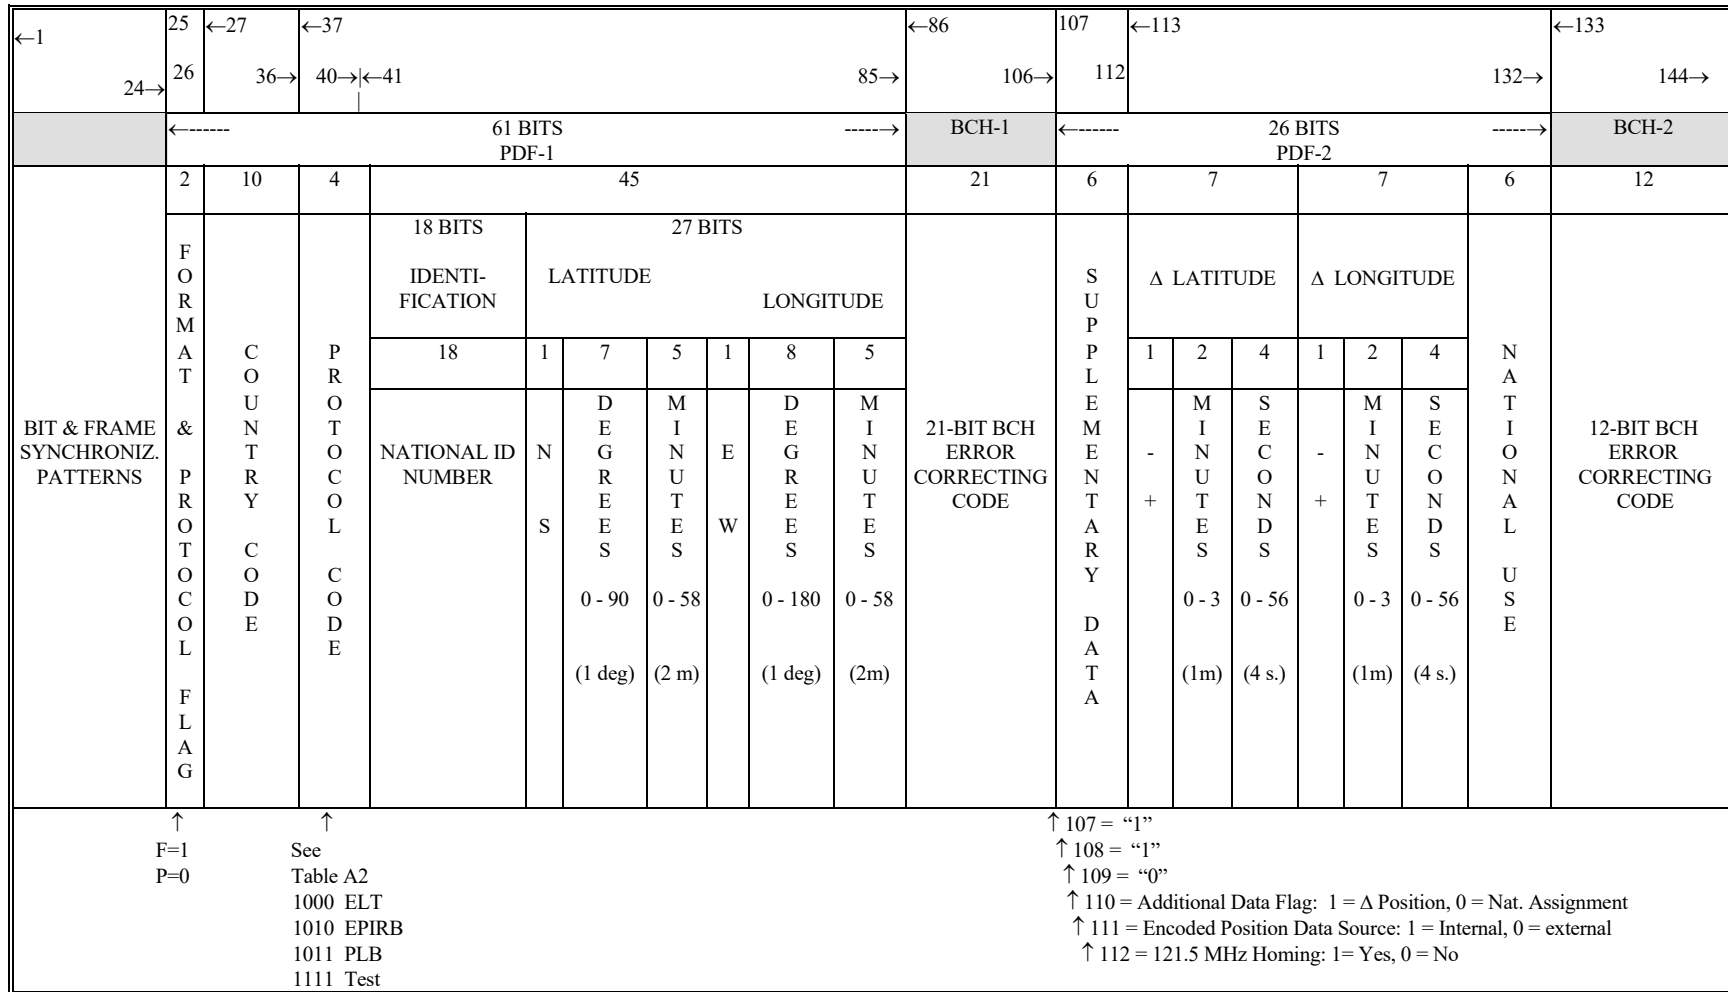 ←1 25 ←27 ←37 ←86 107 ←113 ←133
24→ 26 36→ 40→|←41 85→ 106→ 112 132→ 144→
←------ 61 BITS -----→ BCH-1 ←------ 26 BITS -----→ BCH-2
PDF-1 PDF-2
2 10 4 45 21 6 7 7 6 12
18 BITS 27 BITS
IDENTI-
FICATION
LATITUDE
LONGITUDE
Δ LATITUDE Δ LONGITUDE
18 1 7 5 1 8 5 1 2 4 1 2 4
BIT & FRAME
SYNCHRONIZ.
PATTERNS
FORMAT & PROTOCOL FLAG
COUNTRY CODE
PROTOCOL CODE
NATIONAL ID
NUMBER
N
S
DEGREES
0 - 90
(1 deg)
MINUTES
0 - 58
(2 m)
E
W
DEGREES
0 - 180
(1 deg)
MINUTES
0 - 58
(2m)
21-BIT BCH
ERROR
CORRECTING
CODE
SUPPLEMENTARY DATA
-
+
MINUTES
0 - 3
(1m)
SECONDS
0 - 56
(4 s.)
-
+
MINUTES
0 - 3
(1m)
SECONDS
0 - 56
(4 s.)
NATIONAL USE
12-BIT BCH
ERROR
CORRECTING
CODE
↑
F=1
P=0
↑
See
Table A2
1000 ELT
1010 EPIRB
1011 PLB
1111 Test
↑ 107 = “1”
↑ 108 = “1”
↑ 109 = “0”
↑ 110 = Additional Data Flag: 1 = Δ Position, 0 = Nat. Assignment
↑ 111 = Encoded Position Data Source: 1 = Internal, 0 = external
↑ 112 = 121.5 MHz Homing: 1= Yes, 0 = No